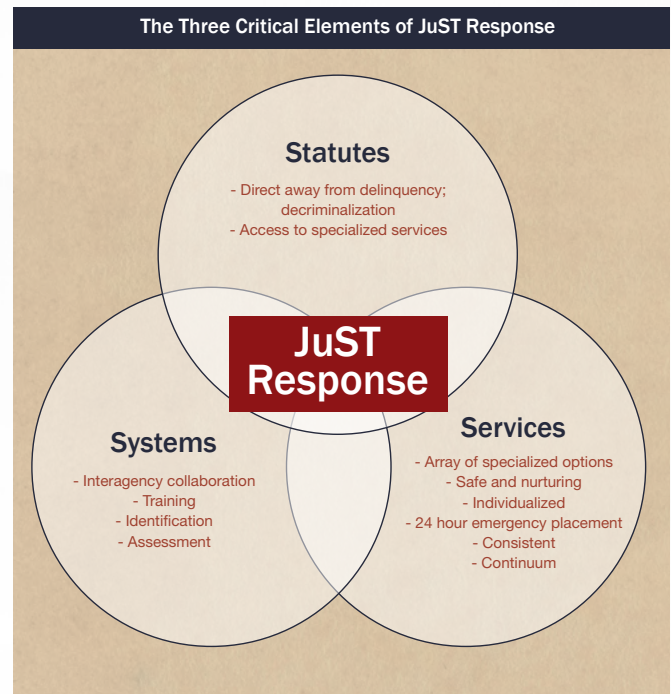 The Three Critical Elements of JuST Response
Statutes
- Direct away from delinquency;
decriminalization
- Access to specialized services
JuST
Response
Systems
- Interagency collaboration
- Training
- Identification
- Assessment
Services
- Array of specialized options
- Safe and nurturing
- Individualized
- 24 hour emergency placement
- Consistent
- Continuum